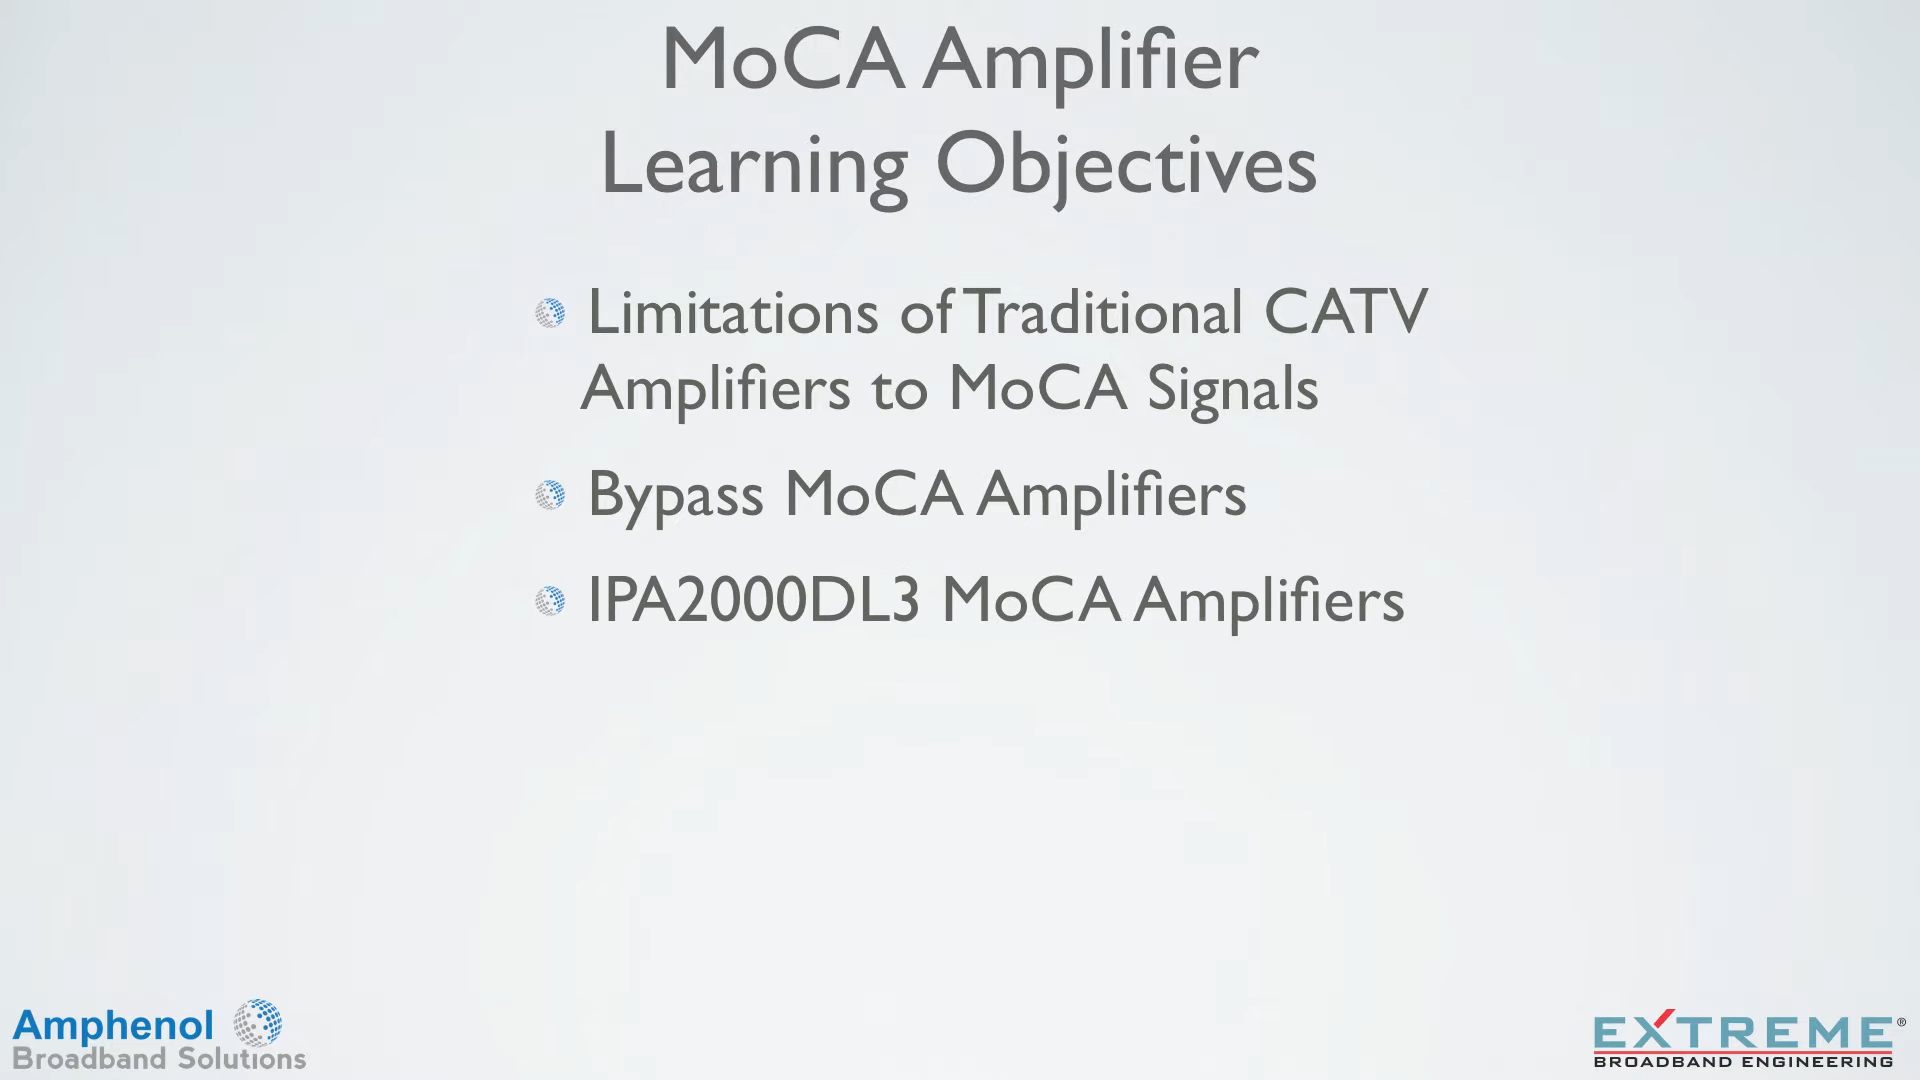 MoCA Amplifier
Learning Objectives
Limitations of Traditional CATV
Amplifiers to MoCA Signals
Bypass MoCA Amplifiers
IPA2000DL3 MoCA Amplifiers
Amphenol
Broadband Solutions
EXTREME®
BROADBAND ENGINEERING